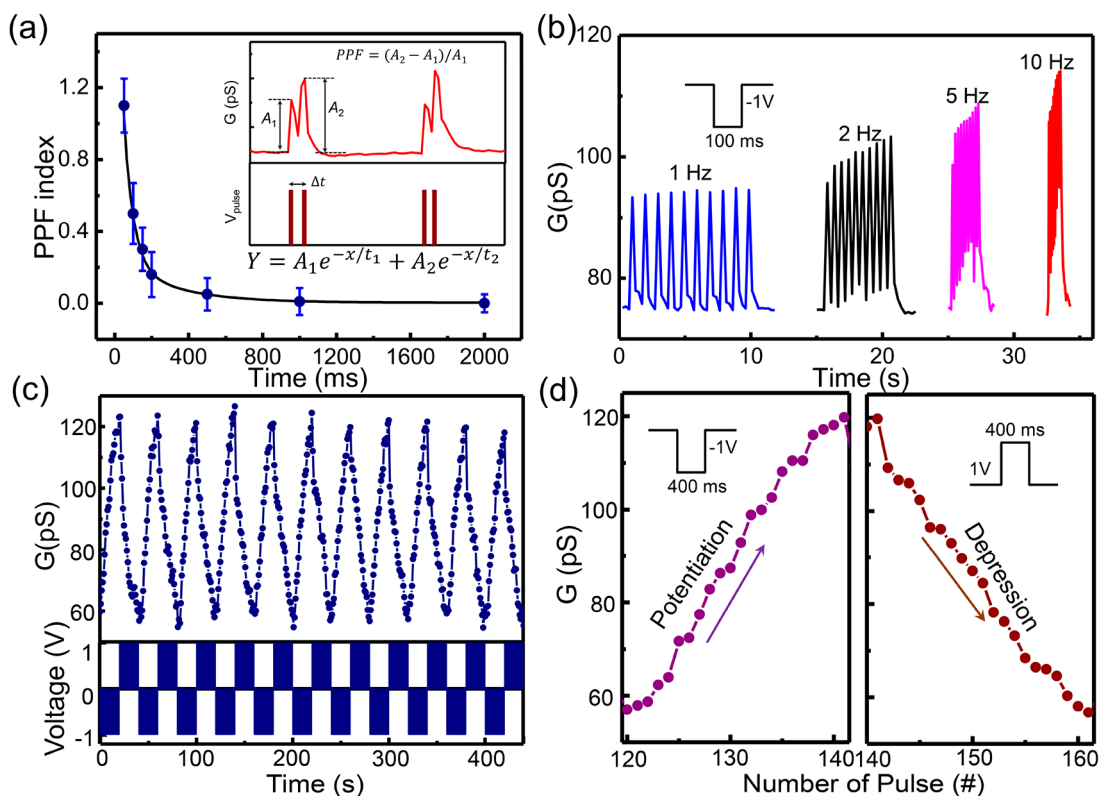 (a)
PPF index
1.2
0.8
0.4
0.0
0 400 800 1200 1600 2000
Time (ms)
PPF = (A₂ − A₁)/A₁
G (pS)
A₁
A₂
Δt
V_pulse
Y = A₁e^{−x/t₁} + A₂e^{−x/t₂}
(b)
G(pS)
120
100
80
0 10 20 30
Time (s)
-1V
100 ms
1 Hz
2 Hz
5 Hz
10 Hz
(c)
G(pS)
120
100
80
60
Voltage (V)
1
0
-1
0 100 200 300 400
Time (s)
(d)
G (pS)
120
100
80
60
-1V
400 ms
Potentiation
400 ms
1V
Depression
120 130 140
140 150 160
Number of Pulse (#)